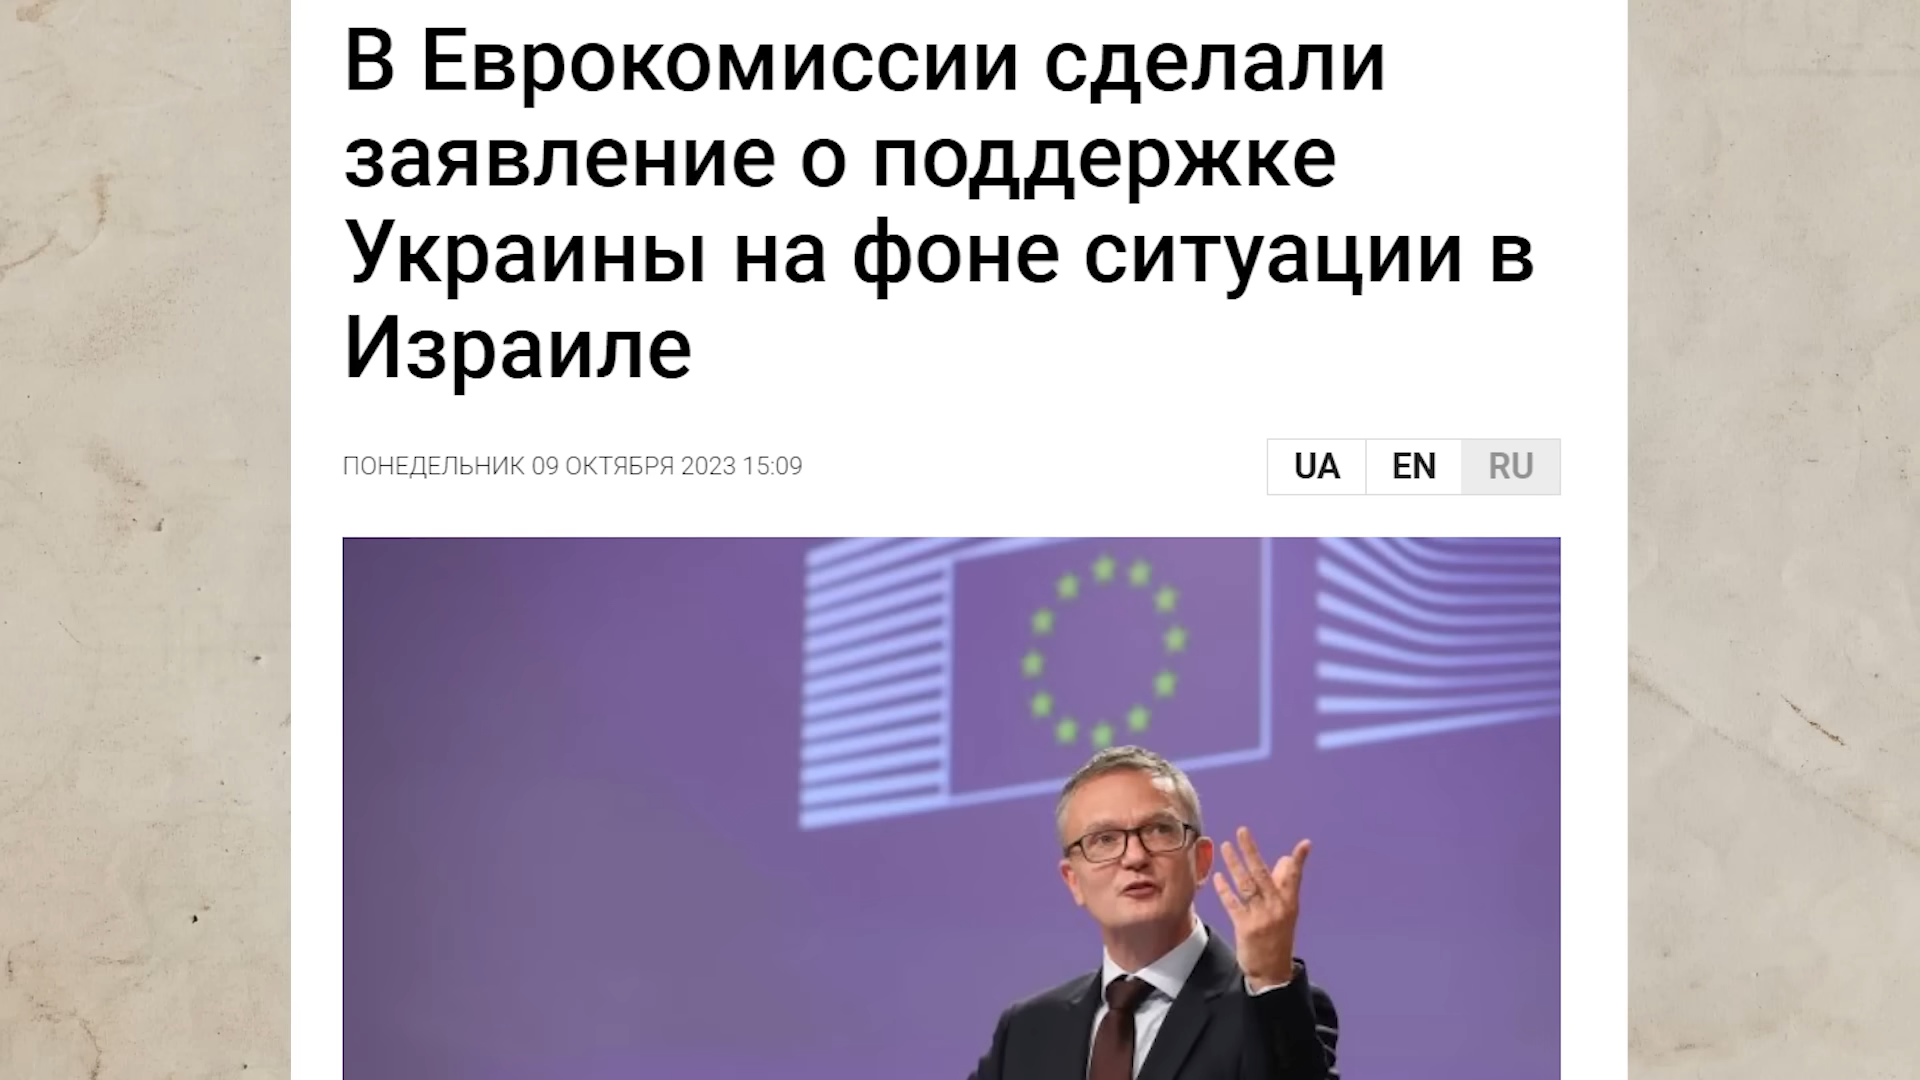 В Еврокомиссии сделали
заявление о поддержке
Украины на фоне ситуации в
Израиле
ПОНЕДЕЛЬНИК 09 ОКТЯБРЯ 2023 15:09
UA EN RU